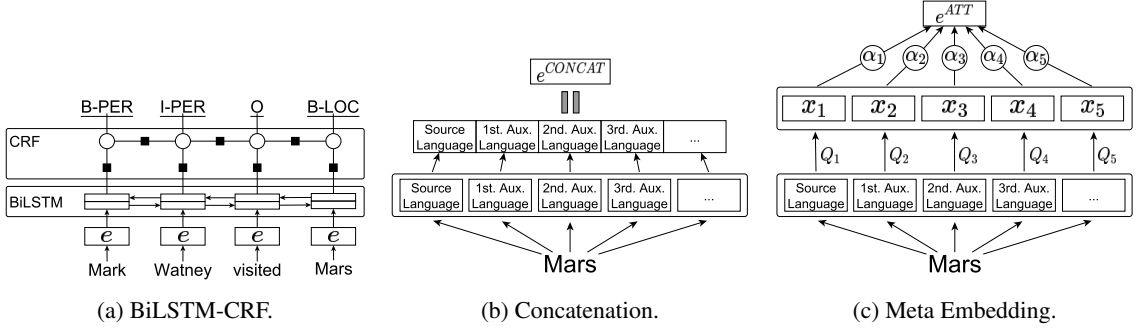 B-PER I-PER O B-LOC
CRF
BiLSTM
e e e e
Mark Watney visited Mars
(a) BiLSTM-CRF.
e^{CONCAT}
Source Language 1st. Aux. Language 2nd. Aux. Language 3rd. Aux. Language ...
Source Language 1st. Aux. Language 2nd. Aux. Language 3rd. Aux. Language ...
Mars
(b) Concatenation.
e^{ATT}
α1 α2 α3 α4 α5
x1 x2 x3 x4 x5
Q1 Q2 Q3 Q4 Q5
Source Language 1st. Aux. Language 2nd. Aux. Language 3rd. Aux. Language ...
Mars
(c) Meta Embedding.